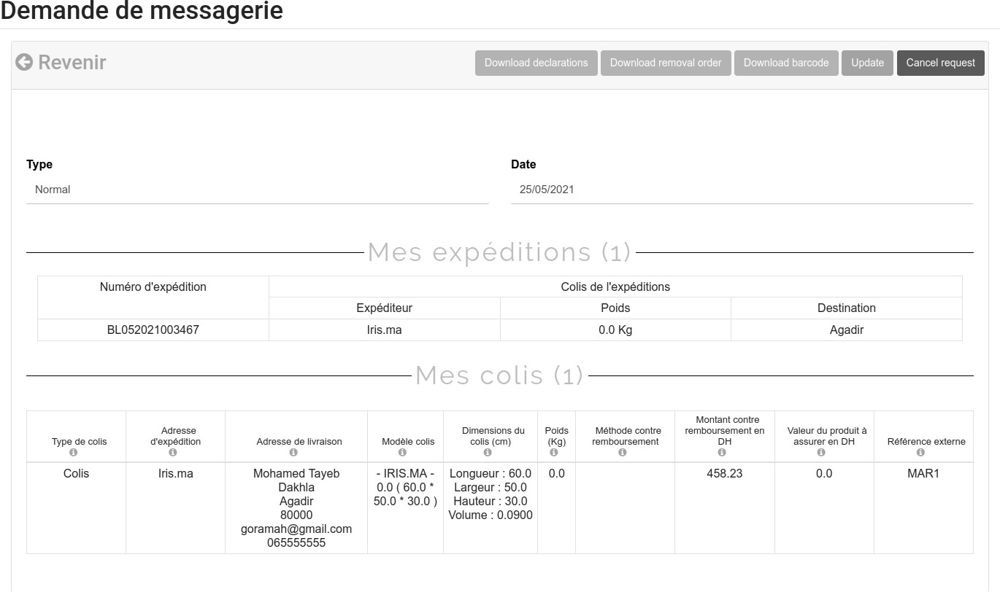 Demande de messagerie
Revenir
Download declarations
Download removal order
Download barcode
Update
Cancel request
Type
Date
Normal
25/05/2021
Mes expéditions (1)
Numéro d'expédition
Colis de l'expéditions
Expéditeur
Poids
Destination
BL052021003467
Iris.ma
0.0 Kg
Agadir
Mes colis (1)
Type de colis
Adresse
d'expédition
Adresse de livraison
Modèle colis
Dimensions du
colis (cm)
Poids
(Kg)
Méthode contre
remboursement
Montant contre
remboursement en
DH
Valeur du produit à
assurer en DH
Référence externe
Colis
Iris.ma
Mohamed Tayeb
Dakhla
Agadir
80000
goramah@gmail.com
065555555
- IRIS.MA -
0.0 ( 60.0 *
50.0 * 30.0 )
Longueur : 60.0
Largeur : 50.0
Hauteur : 30.0
Volume : 0.0900
0.0
458.23
0.0
MAR1